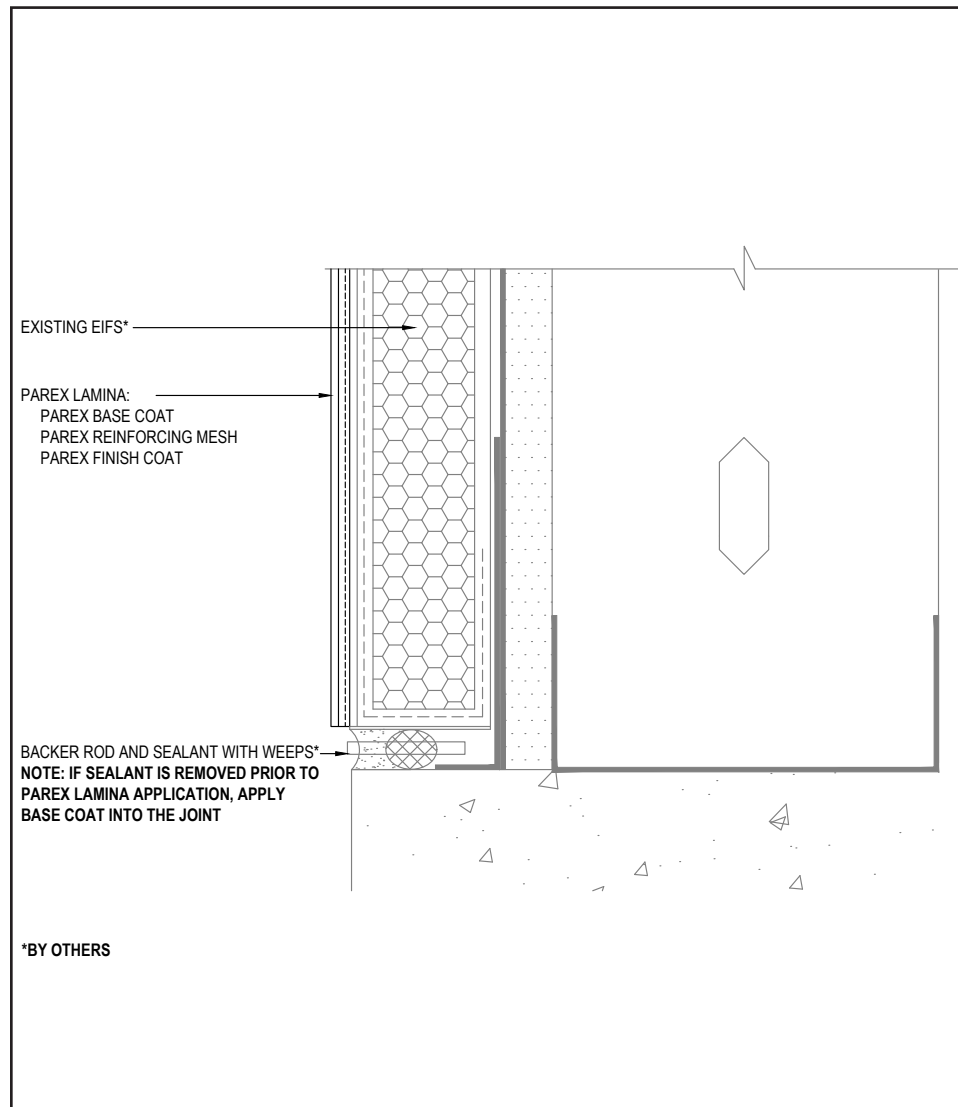 EXISTING EIFS*
PAREX LAMINA:
PAREX BASE COAT
PAREX REINFORCING MESH
PAREX FINISH COAT
BACKER ROD AND SEALANT WITH WEEPS*
NOTE: IF SEALANT IS REMOVED PRIOR TO
PAREX LAMINA APPLICATION, APPLY
BASE COAT INTO THE JOINT
*BY OTHERS